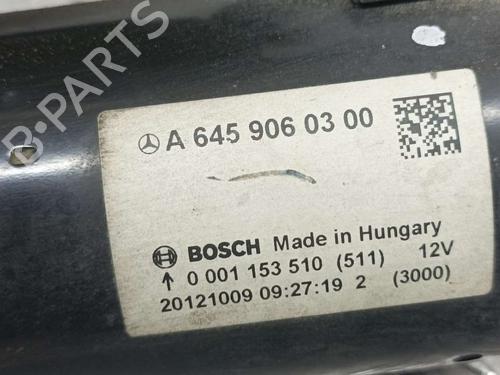 A 645 906 03 00
BOSCH Made in Hungary
↑ 0 001 153 510 (511) 12V
20121009 09:27:19 2 (3000)
B-PARTS